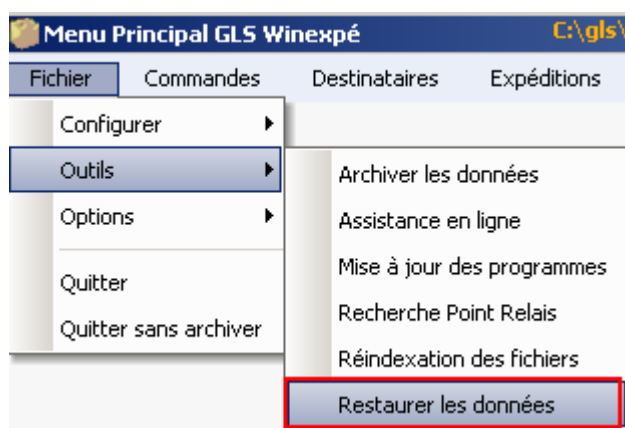 Menu Principal GLS Winexpé C:\gls\
Fichier Commandes Destinataires Expéditions
Configurer
Outils
Options
Quitter
Quitter sans archiver
Archiver les données
Assistance en ligne
Mise à jour des programmes
Recherche Point Relais
Réindexation des fichiers
Restaurer les données